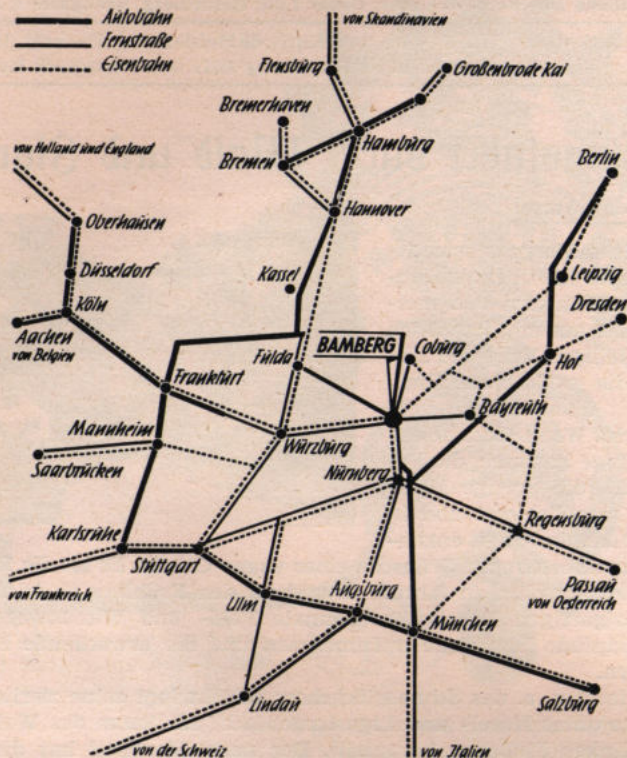 Autobahn
Fernstraße
Eisenbahn
von Skandinavien
Flensburg
Großenbrode Kai
Bremerhaven
Hamburg
Bremen
von Holland und England
Berlin
Hannover
Oberhausen
Düsseldorf
Kassel
Leipzig
Köln
Dresden
Aachen
von Belgien
BAMBERG
Coburg
Fulda
Hof
Frankfurt
Bayreuth
Mannheim
Würzburg
Saarbrücken
Nürnberg
Regensburg
Karlsruhe
Stuttgart
Passau
von Oesterreich
von Frankreich
Ulm
Augsburg
München
Lindau
Salzburg
von der Schweiz
von Italien